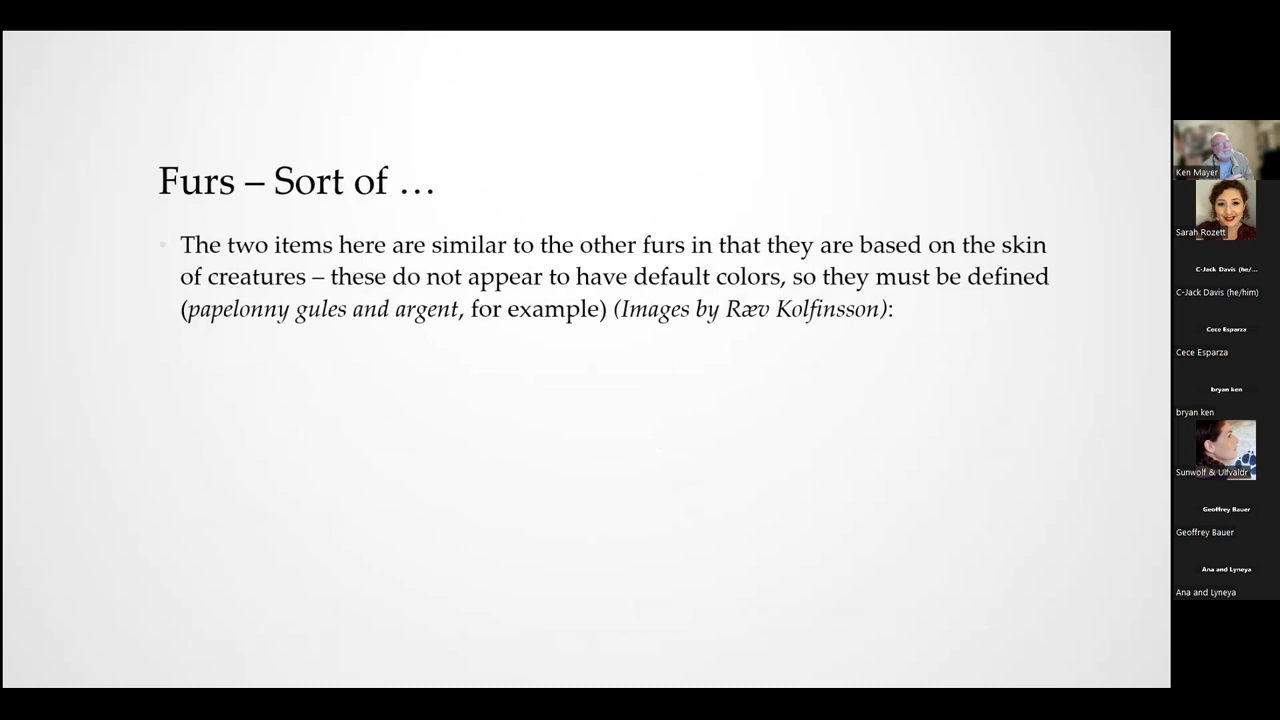 Furs – Sort of …
• The two items here are similar to the other furs in that they are based on the skin
of creatures – these do not appear to have default colors, so they must be defined
(papelonny gules and argent, for example) (Images by Ræv Kolfinsson):
Ken Mayer
Sarah Rozett
C-Jack Davis (he/...
C-Jack Davis (he/him)
Cece Esparza
Cece Esparza
bryan ken
bryan ken
Sunwolf & Ulfvaldr
Geoffrey Bauer
Geoffrey Bauer
Ana and Lyneya
Ana and Lyneya